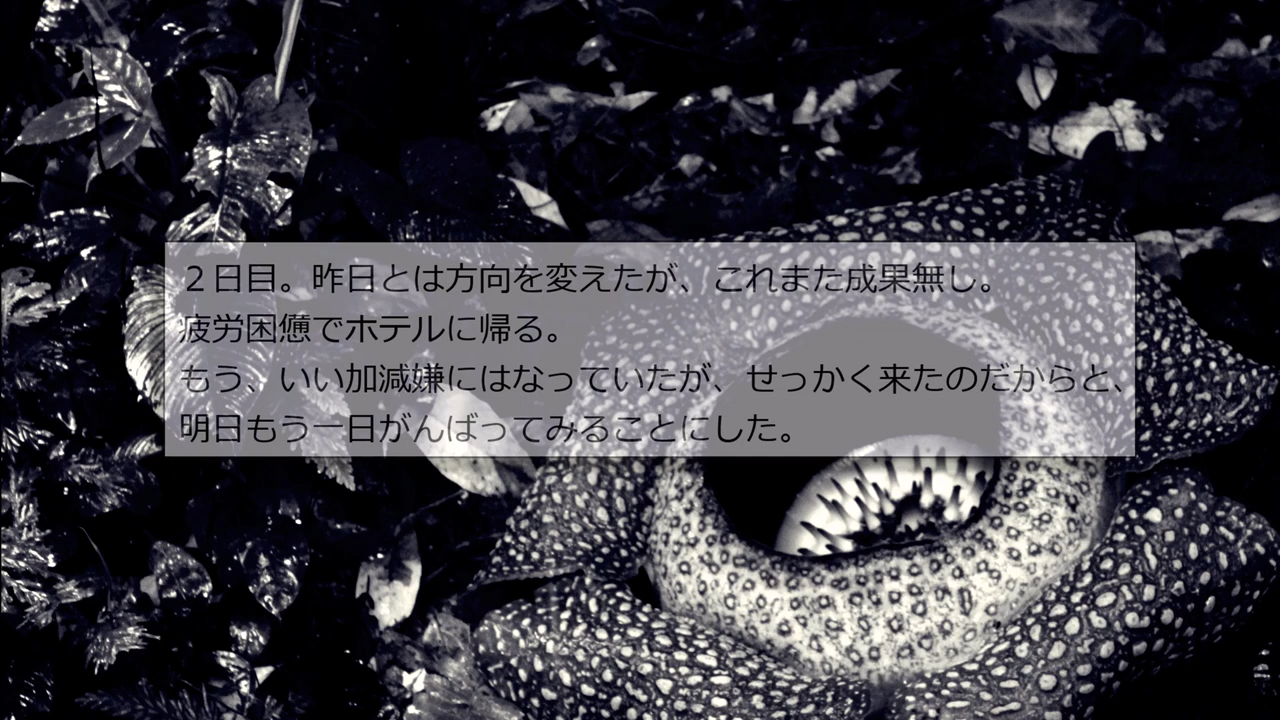 ２日目。昨日とは方向を変えたが、これまた成果無し。
疲労困憊でホテルに帰る。
もう、いい加減嫌にはなっていたが、せっかく来たのだからと、
明日もう一日がんばってみることにした。